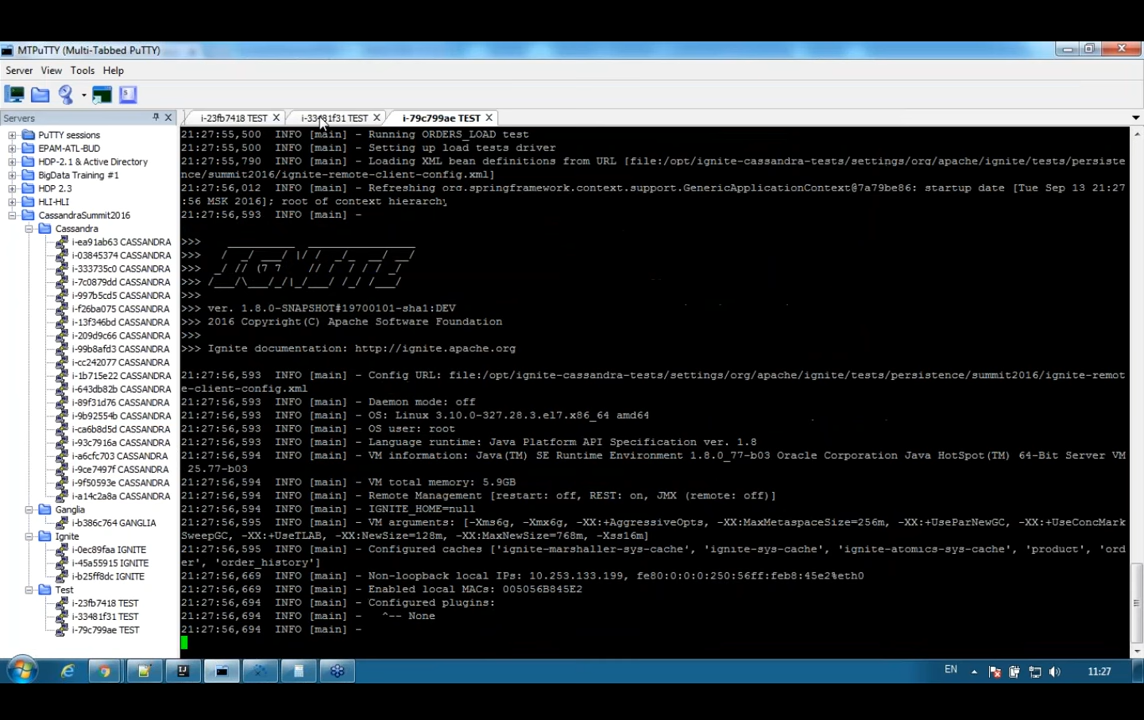 MTPuTTY (Multi-Tabbed PuTTY)
Server View Tools Help
Servers
PuTTY sessions
EPAM-ATL-BUD
HDP-2.1 & Active Directory
BigData Training #1
HDP 2.3
HLI-HLI
CassandraSummit2016
Cassandra
i-ea91ab63 CASSANDRA
i-03845374 CASSANDRA
i-333735c0 CASSANDRA
i-7c0879dd CASSANDRA
i-997b5cd5 CASSANDRA
i-f26ba075 CASSANDRA
i-13f346bd CASSANDRA
i-209d9c66 CASSANDRA
i-99b8afd3 CASSANDRA
i-cc242077 CASSANDRA
i-1b715e22 CASSANDRA
i-643db82b CASSANDRA
i-89f31d76 CASSANDRA
i-9b92554b CASSANDRA
i-ca6b8d5d CASSANDRA
i-93c7916a CASSANDRA
i-a6cfc703 CASSANDRA
i-9ce7497f CASSANDRA
i-9f50593e CASSANDRA
i-a14c2a8a CASSANDRA
Ganglia
i-b386c764 GANGLIA
Ignite
i-0ec89faa IGNITE
i-45a55915 IGNITE
i-b25ff8dc IGNITE
Test
i-23fb7418 TEST
i-33481f31 TEST
i-79c799ae TEST
i-23fb7418 TEST i-33481f31 TEST i-79c799ae TEST
21:27:55,500 INFO [main] - Running ORDERS_LOAD test
21:27:55,500 INFO [main] - Setting up load tests driver
21:27:55,790 INFO [main] - Loading XML bean definitions from URL [file:/opt/ignite-cassandra-tests/settings/org/apache/ignite/tests/persiste
nce/summit2016/ignite-remote-client-config.xml]
21:27:56,012 INFO [main] - Refreshing org.springframework.context.support.GenericApplicationContext@7a79be86: startup date [Tue Sep 13 21:27
:56 MSK 2016]; root of context hierarchy
21:27:56,593 INFO [main] -
>>> __________ ________________
>>> / _/ ___/ |/ / _/_ __/ __/
>>> _/ // (7 7 // / / / / _/
>>> /___/\___/_/|_/___/ /_/ /___/
>>>
>>> ver. 1.8.0-SNAPSHOT#19700101-sha1:DEV
>>> 2016 Copyright(C) Apache Software Foundation
>>>
>>> Ignite documentation: http://ignite.apache.org
21:27:56,593 INFO [main] - Config URL: file:/opt/ignite-cassandra-tests/settings/org/apache/ignite/tests/persistence/summit2016/ignite-remot
e-client-config.xml
21:27:56,593 INFO [main] - Daemon mode: off
21:27:56,593 INFO [main] - OS: Linux 3.10.0-327.28.3.el7.x86_64 amd64
21:27:56,593 INFO [main] - OS user: root
21:27:56,594 INFO [main] - Language runtime: Java Platform API Specification ver. 1.8
21:27:56,594 INFO [main] - VM information: Java(TM) SE Runtime Environment 1.8.0_77-b03 Oracle Corporation Java HotSpot(TM) 64-Bit Server VM
25.77-b03
21:27:56,594 INFO [main] - VM total memory: 5.9GB
21:27:56,594 INFO [main] - Remote Management [restart: off, REST: on, JMX (remote: off)]
21:27:56,594 INFO [main] - IGNITE_HOME=null
21:27:56,595 INFO [main] - VM arguments: [-Xms6g, -Xmx6g, -XX:+AggressiveOpts, -XX:MaxMetaspaceSize=256m, -XX:+UseParNewGC, -XX:+UseConcMark
SweepGC, -XX:+UseTLAB, -XX:NewSize=128m, -XX:MaxNewSize=768m, -Xss16m]
21:27:56,595 INFO [main] - Configured caches ['ignite-marshaller-sys-cache', 'ignite-sys-cache', 'ignite-atomics-sys-cache', 'product', 'ord
er', 'order_history']
21:27:56,669 INFO [main] - Non-loopback local IPs: 10.253.133.199, fe80:0:0:0:250:56ff:feb8:45e2%eth0
21:27:56,669 INFO [main] - Enabled local MACs: 005056B845E2
21:27:56,694 INFO [main] - Configured plugins:
21:27:56,694 INFO [main] - ^-- None
21:27:56,694 INFO [main] -
EN 11:27